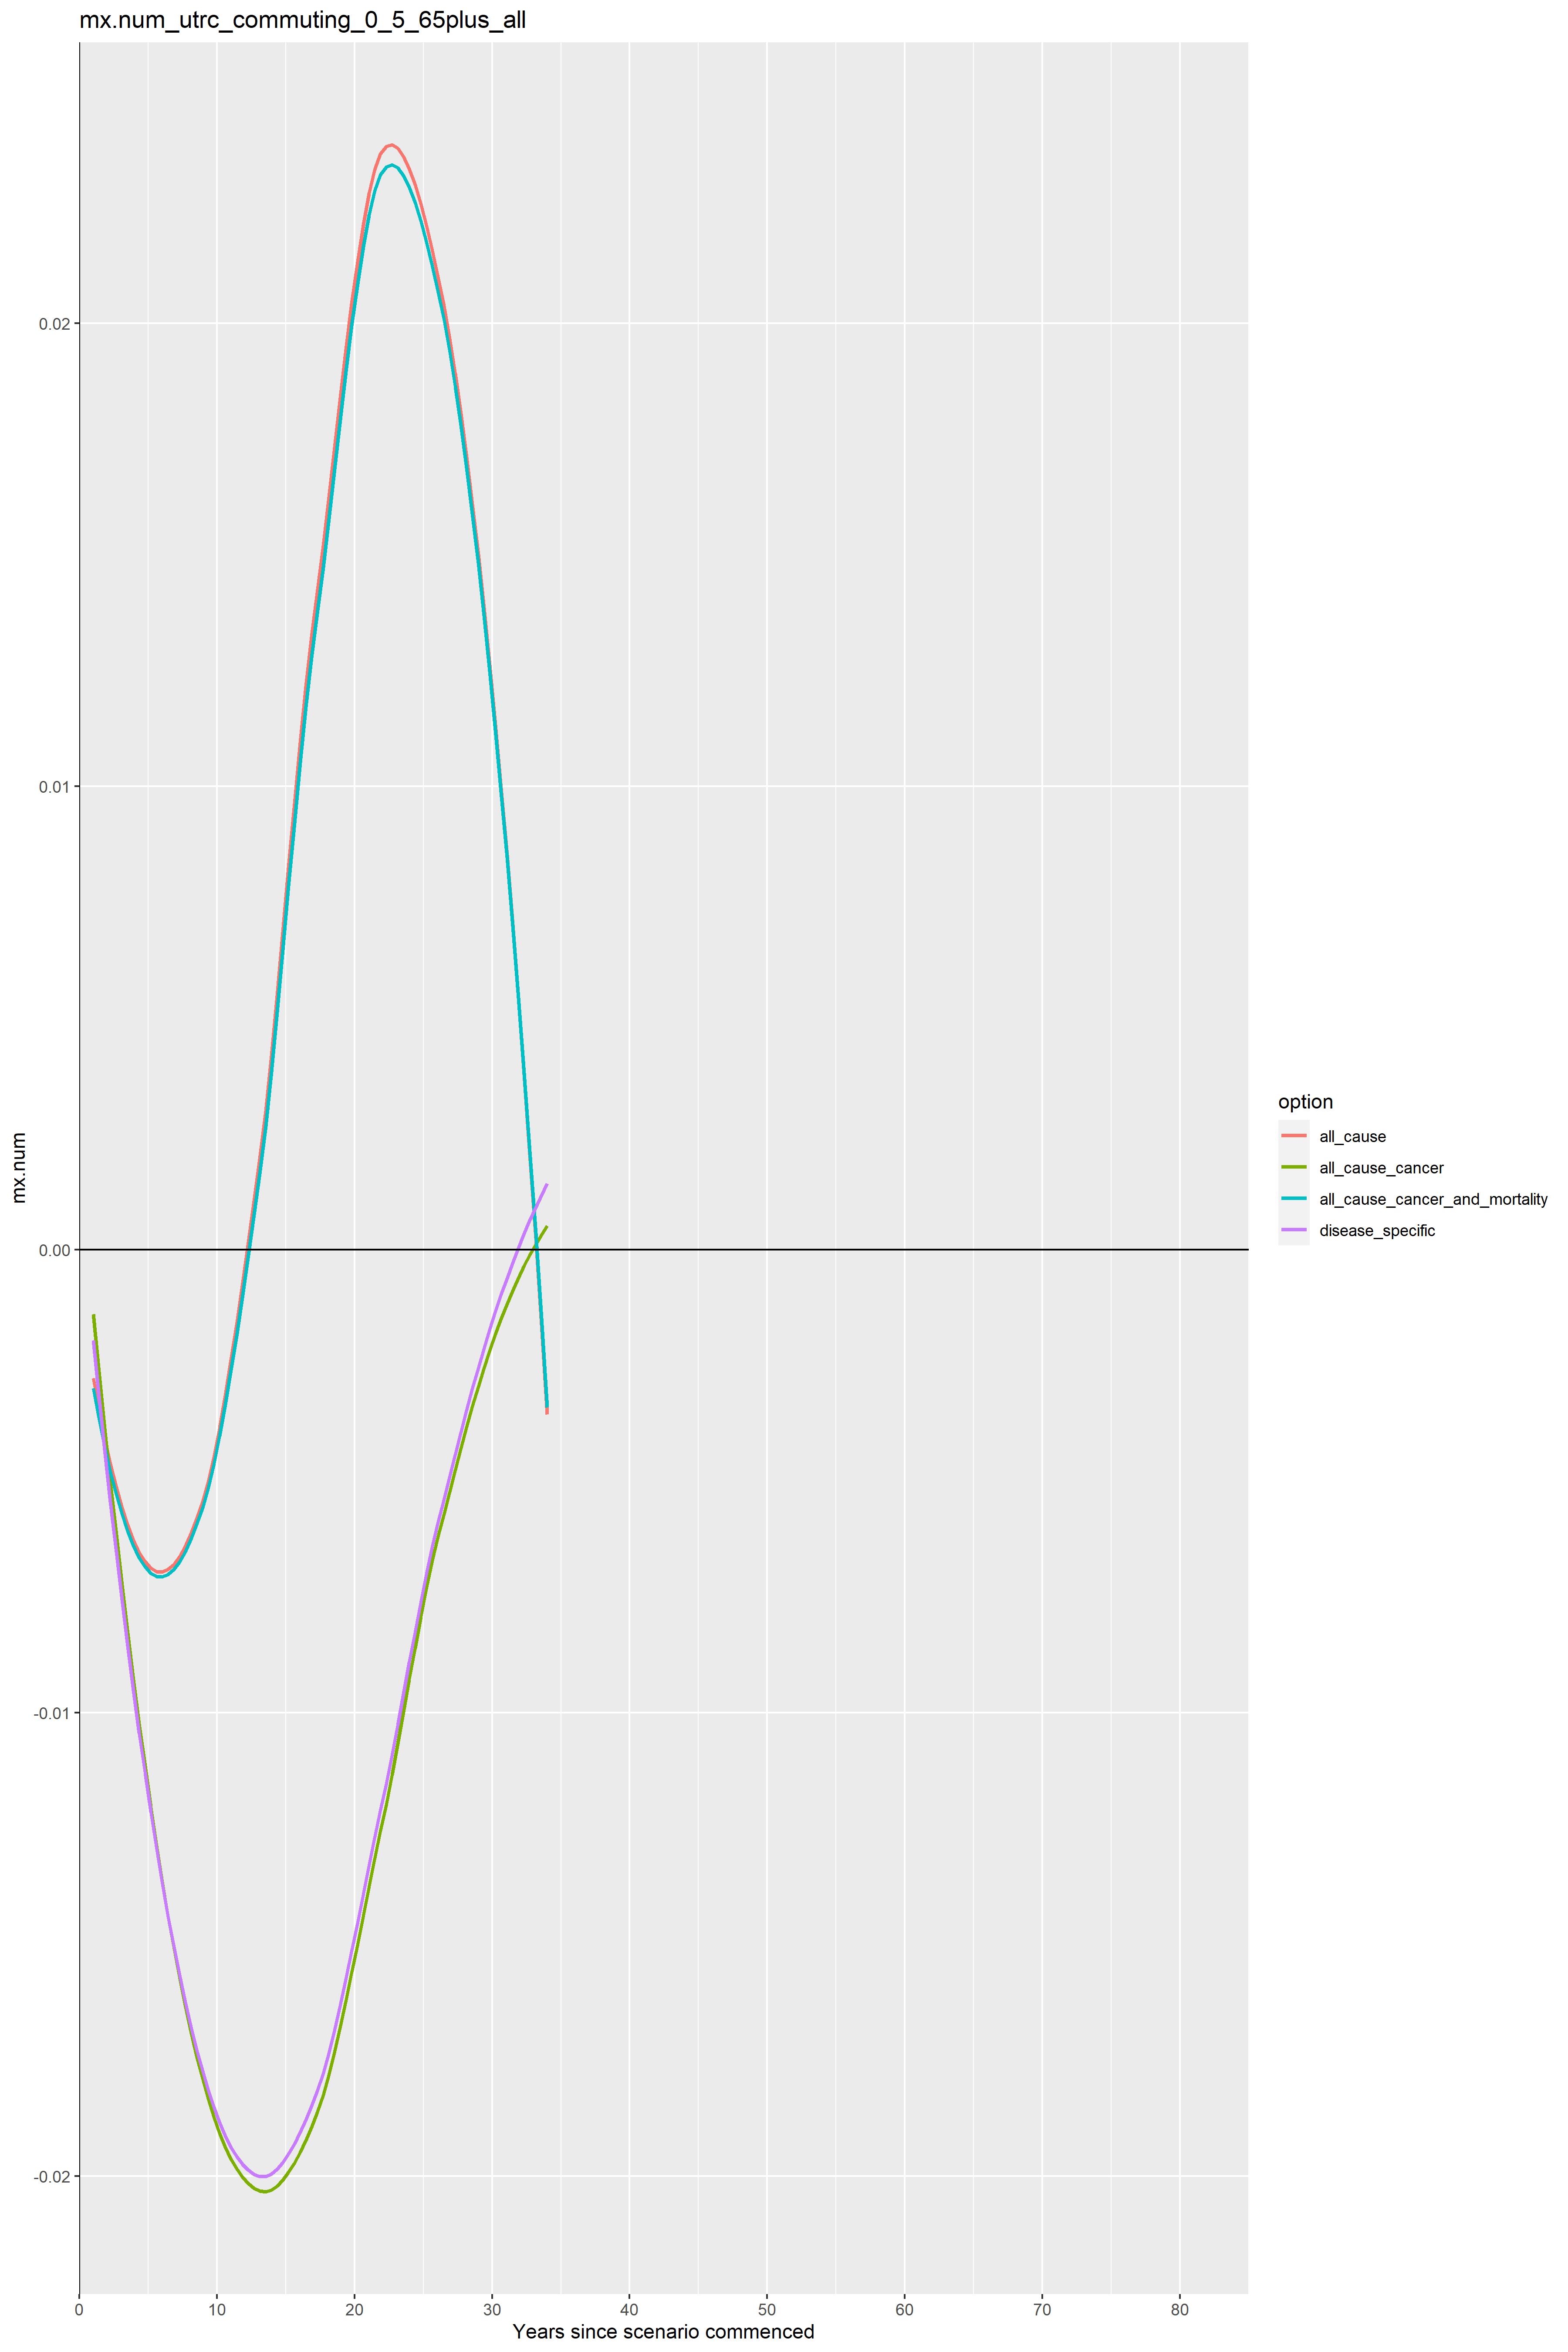 mx.num_utrc_commuting_0_5_65plus_all
0.02
0.01
0.00
-0.01
-0.02
mx.num
0 10 20 30 40 50 60 70 80
Years since scenario commenced
option
all_cause
all_cause_cancer
all_cause_cancer_and_mortality
disease_specific